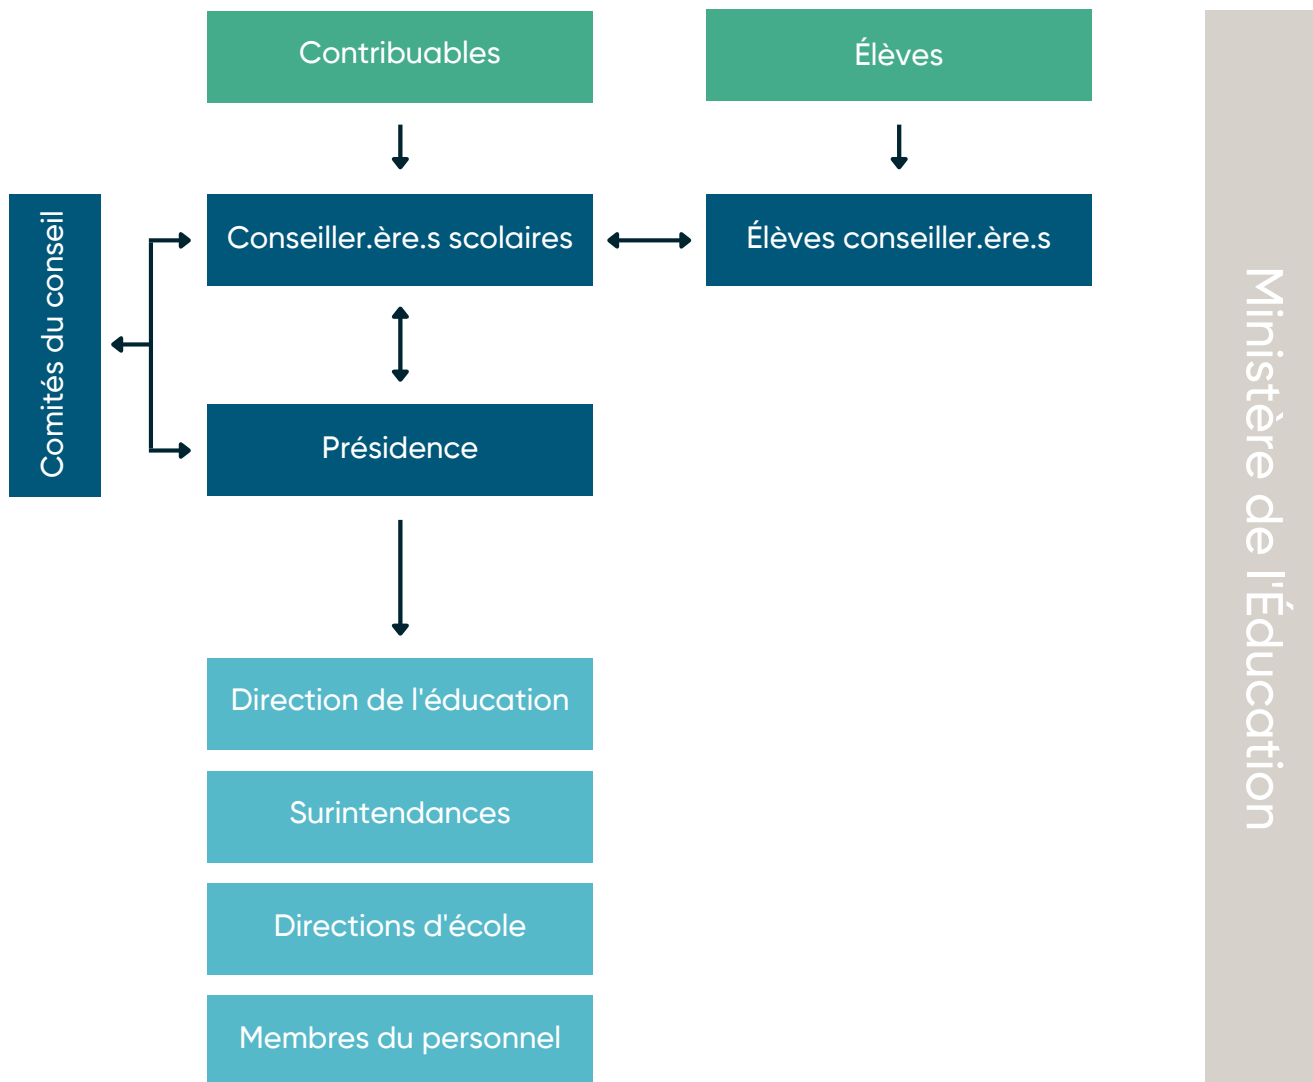 Contribuables
Élèves
Comités du conseil
Conseiller.ère.s scolaires
Élèves conseiller.ère.s
Présidence
Direction de l'éducation
Surintendances
Directions d'école
Membres du personnel
Ministère de l'Éducation